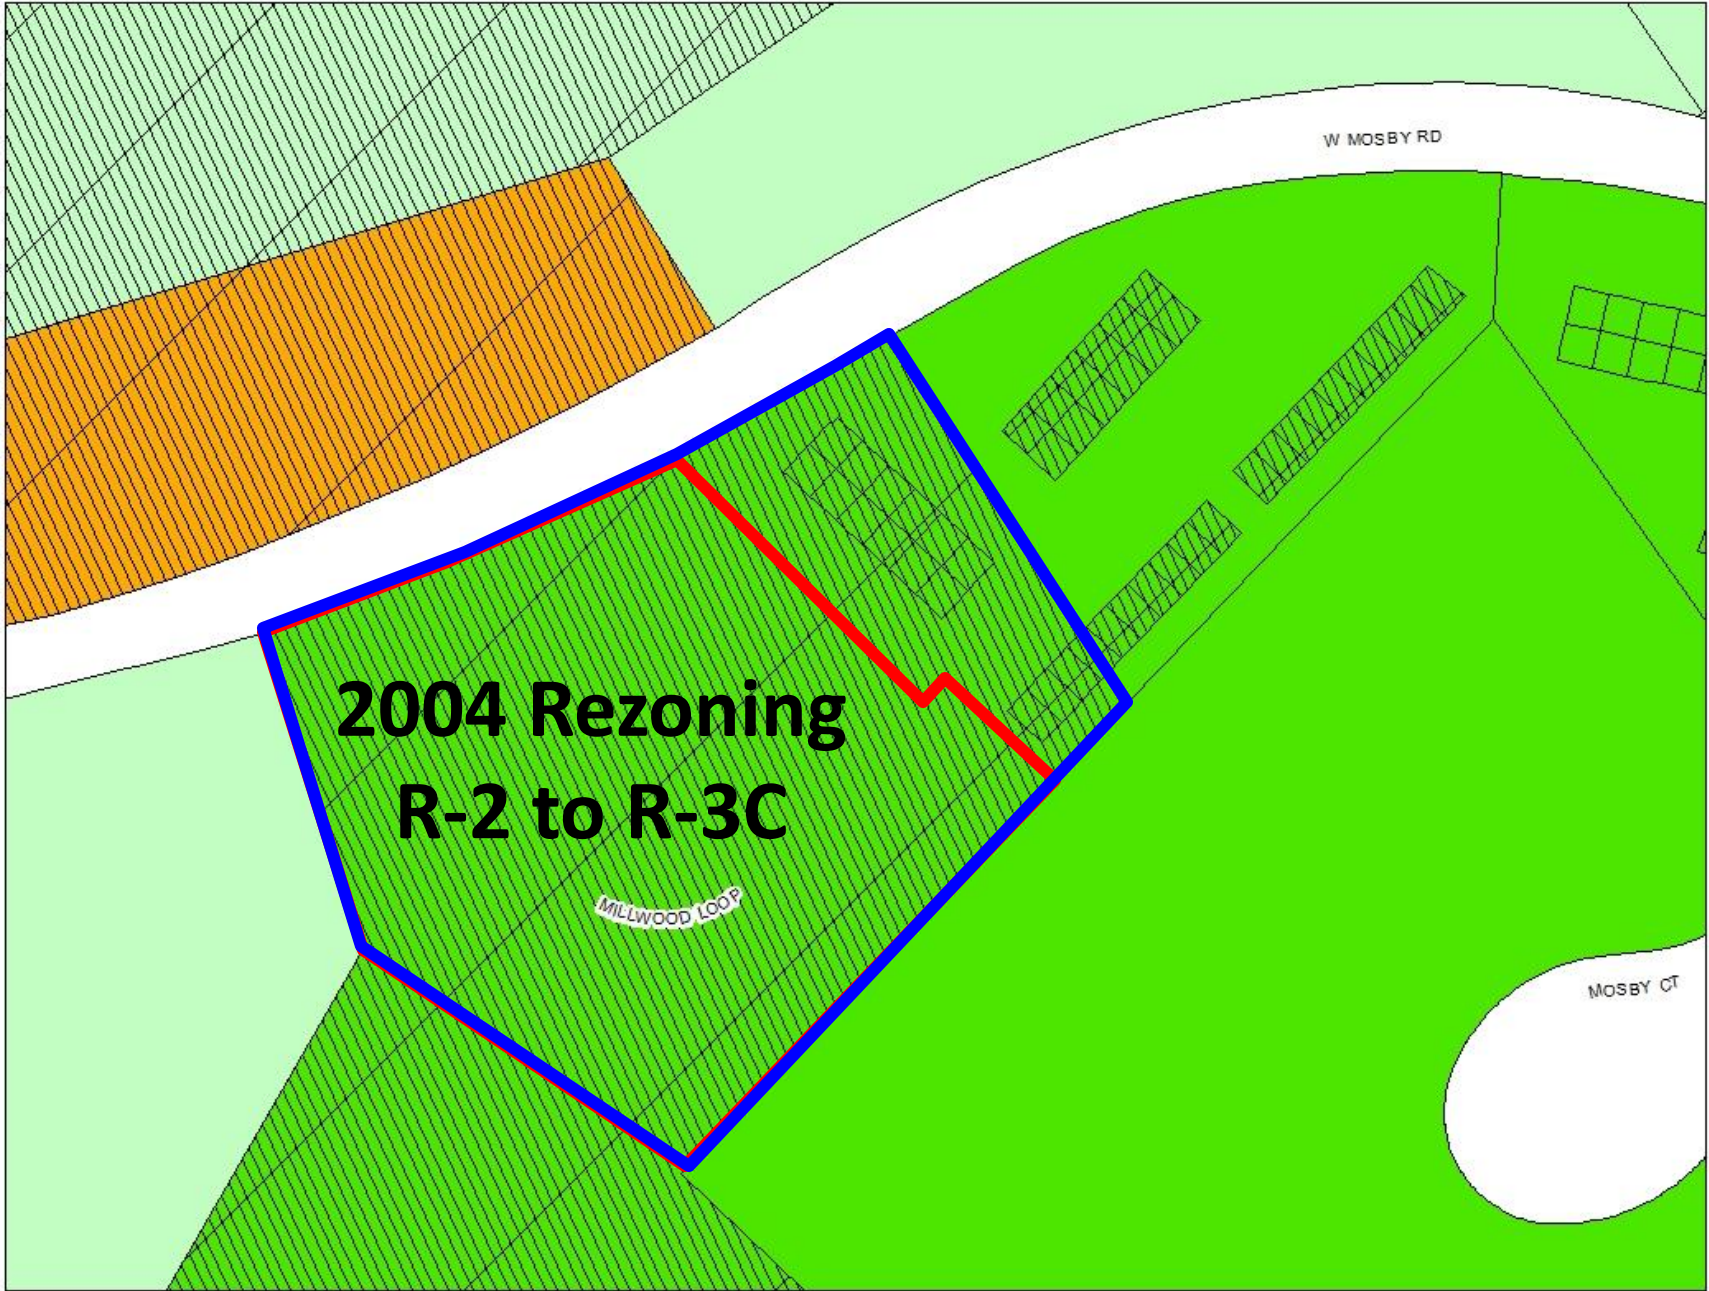 W MOSBY RD
2004 Rezoning
R-2 to R-3C
MILLWOOD LOOP
MOSBY CT